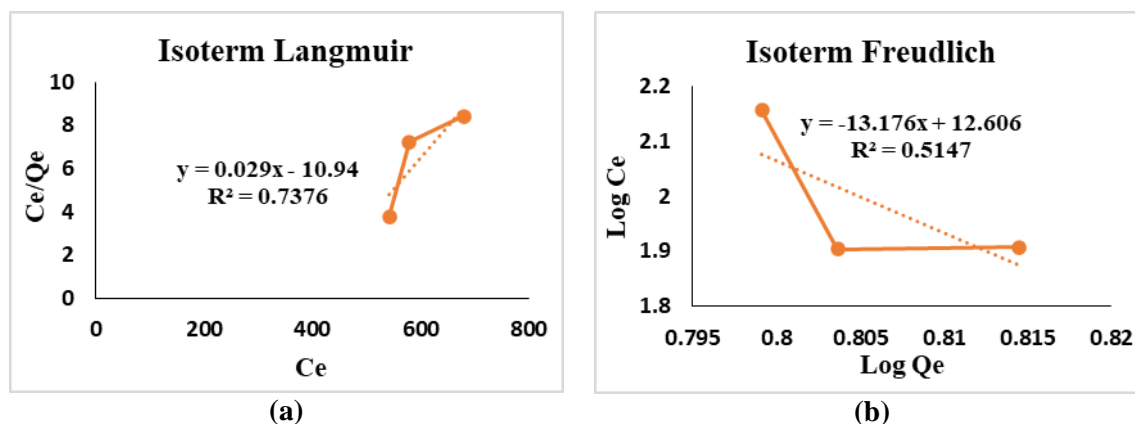 Isoterm Langmuir
10
8
6
4
2
0
Ce/Qe
y = 0.029x - 10.94
R² = 0.7376
0 200 400 600 800
Ce
(a)
Isoterm Freudlich
2.2
2.1
2
1.9
1.8
Log Ce
y = -13.176x + 12.606
R² = 0.5147
0.795 0.8 0.805 0.81 0.815 0.82
Log Qe
(b)